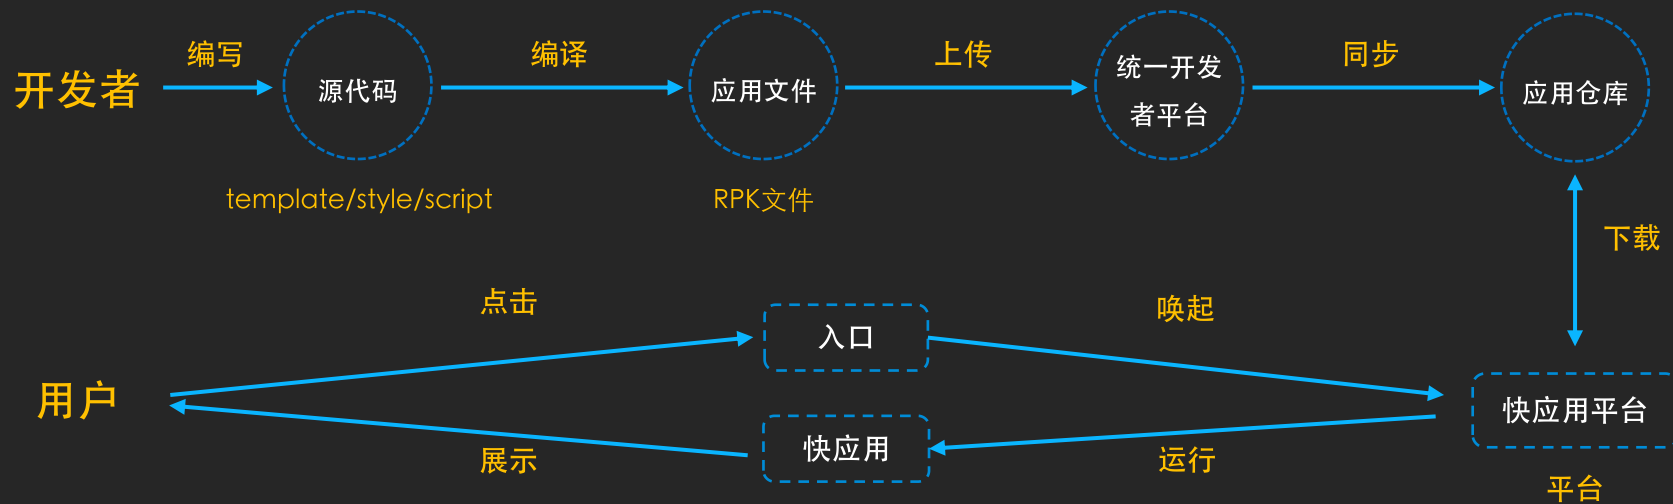 开发者
编写
源代码
template/style/script
编译
应用文件
RPK文件
上传
统一开发
者平台
同步
应用仓库
下载
用户
点击
入口
唤起
快应用平台
平台
运行
快应用
展示